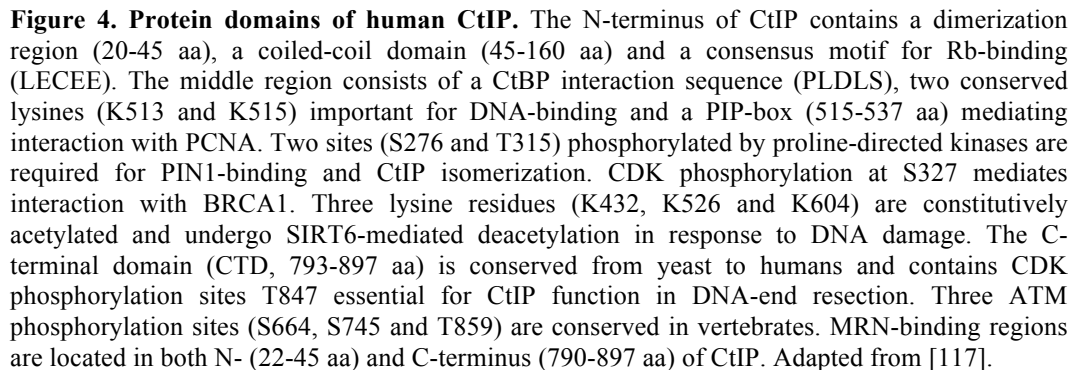 Figure 4. Protein domains of human CtIP. The N-terminus of CtIP contains a dimerization
region (20-45 aa), a coiled-coil domain (45-160 aa) and a consensus motif for Rb-binding
(LECEE). The middle region consists of a CtBP interaction sequence (PLDLS), two conserved
lysines (K513 and K515) important for DNA-binding and a PIP-box (515-537 aa) mediating
interaction with PCNA. Two sites (S276 and T315) phosphorylated by proline-directed kinases are
required for PIN1-binding and CtIP isomerization. CDK phosphorylation at S327 mediates
interaction with BRCA1. Three lysine residues (K432, K526 and K604) are constitutively
acetylated and undergo SIRT6-mediated deacetylation in response to DNA damage. The C-
terminal domain (CTD, 793-897 aa) is conserved from yeast to humans and contains CDK
phosphorylation sites T847 essential for CtIP function in DNA-end resection. Three ATM
phosphorylation sites (S664, S745 and T859) are conserved in vertebrates. MRN-binding regions
are located in both N- (22-45 aa) and C-terminus (790-897 aa) of CtIP. Adapted from [117].